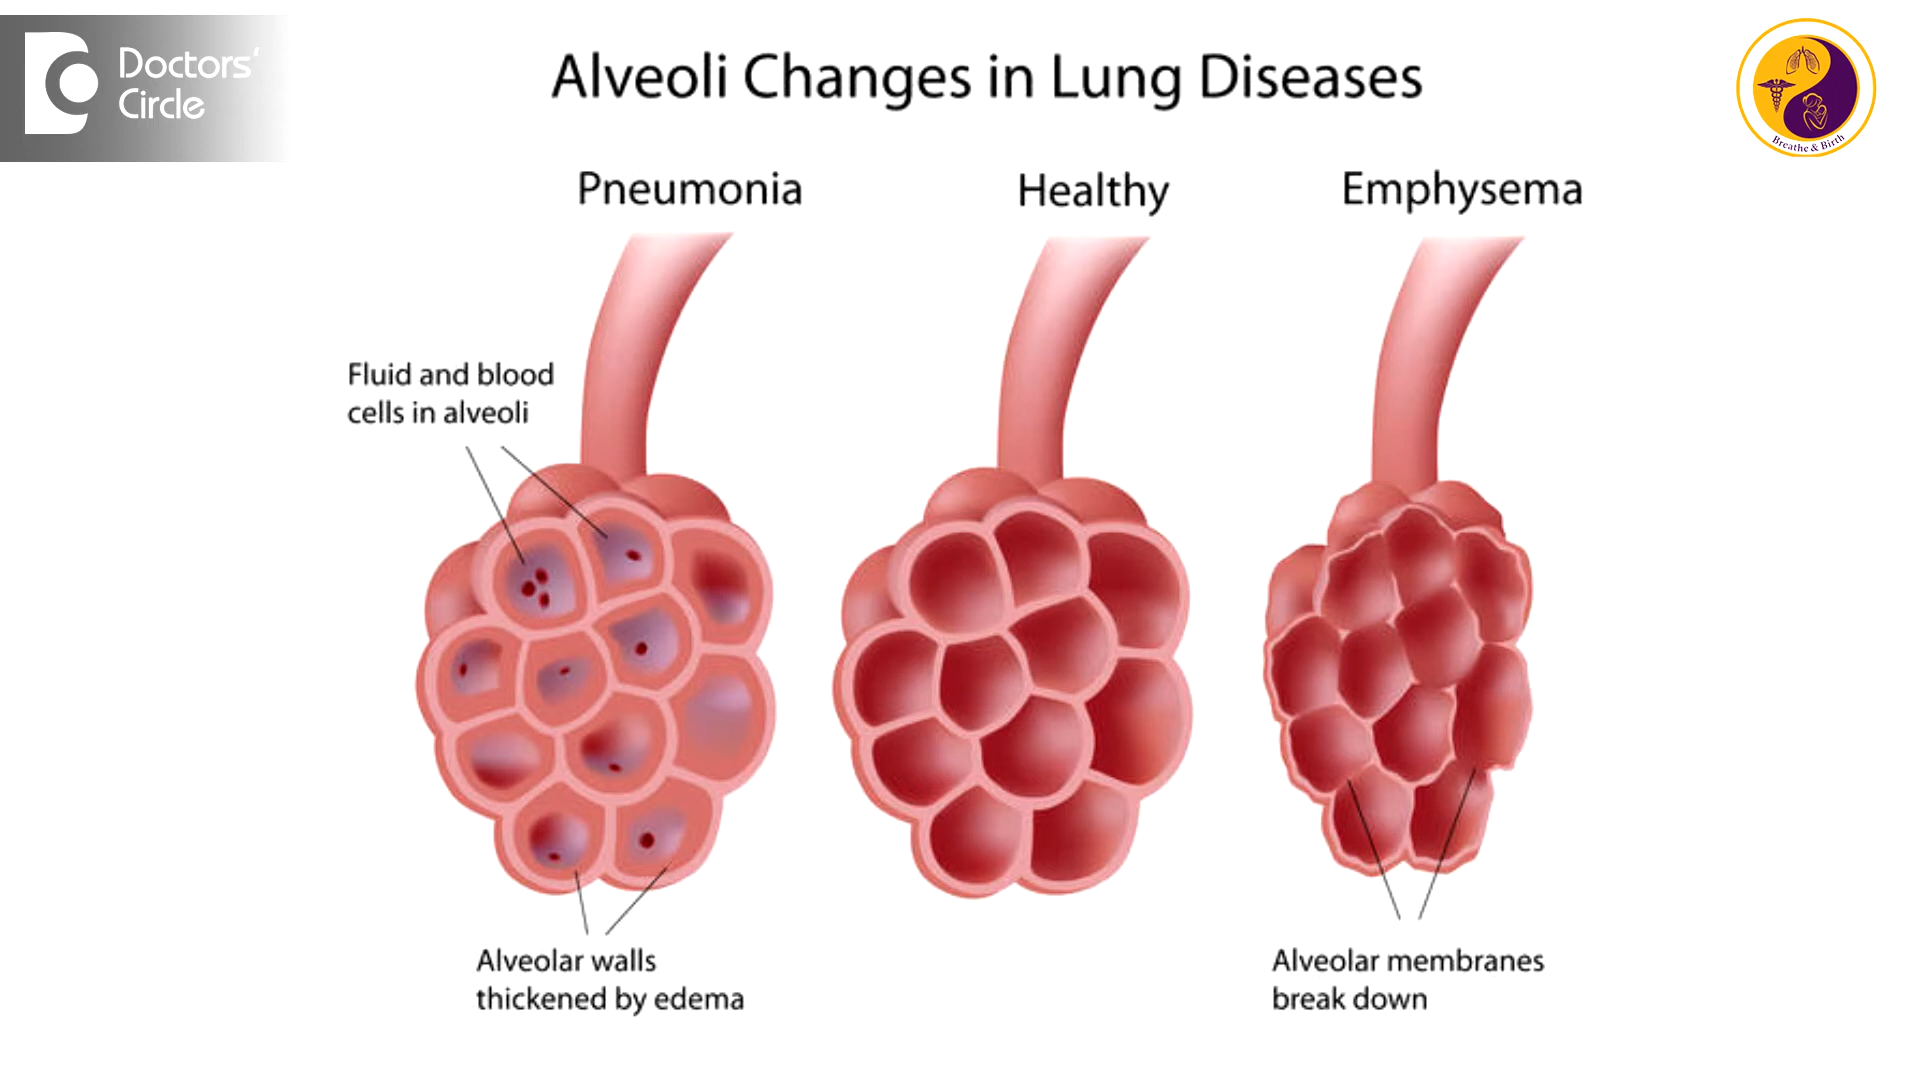 Doctors'
Circle
Alveoli Changes in Lung Diseases
Breathe & Birth
Pneumonia
Healthy
Emphysema
Fluid and blood
cells in alveoli
Alveolar walls
thickened by edema
Alveolar membranes
break down